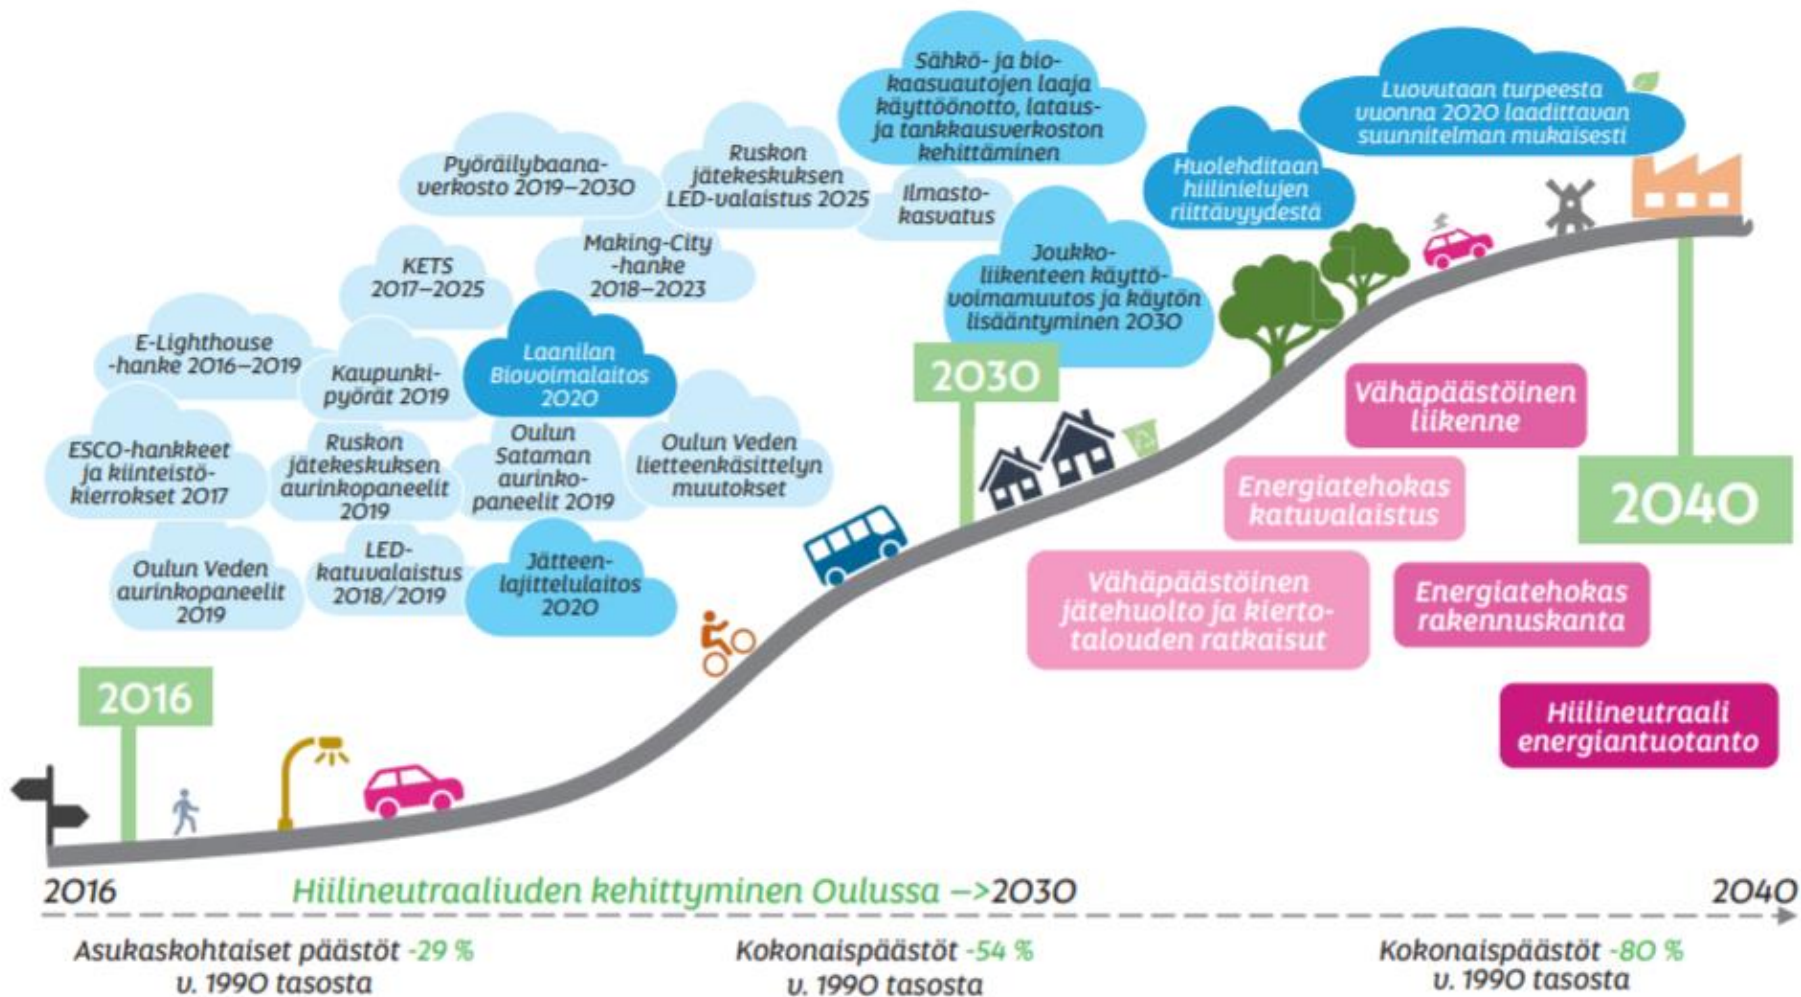 Sähkö- ja bio-
kaasuautojen laaja
käyttöönotto, lataus-
ja tankkausverkoston
kehittäminen
Luovutaan turpeesta
vuonna 2020 laadittavan
suunnitelman mukaisesti
Pyöräilybaana-
verkosto 2019–2030
Ruskon
jätekeskuksen
LED-valaistus 2025
Ilmasto-
kasvatus
Huolehditaan
hiilinielujen
riittävyydestä
KETS
2017–2025
Making-City
-hanke
2018–2023
Joukko-
liikenteen käyttö-
voimamuutos ja käytön
lisääntyminen 2030
E-Lighthouse
-hanke 2016–2019
Kaupunki-
pyörät 2019
Laanilan
Biovoimalaitos
2020
ESCO-hankkeet
ja kiinteistö-
kierrokset 2017
Ruskon
jätekeskuksen
aurinkopaneelit
2019
Oulun
Sataman
aurinko-
paneelit 2019
Oulun Veden
lietteenkäsittelyn
muutokset
Oulun Veden
aurinkopaneelit
2019
LED-
katuvalaistus
2018/2019
Jätteen-
lajittelulaitos
2020
2016
2030
2040
Vähäpäästöinen
liikenne
Energiatehokas
katuvalaistus
Vähäpäästöinen
jätehuolto ja kierto-
talouden ratkaisut
Energiatehokas
rakennuskanta
Hiilineutraali
energiantuotanto
2016 Hiilineutraaliuden kehittyminen Oulussa –>2030 2040
Asukaskohtaiset päästöt -29 %
v. 1990 tasosta
Kokonaispäästöt -54 %
v. 1990 tasosta
Kokonaispäästöt -80 %
v. 1990 tasosta